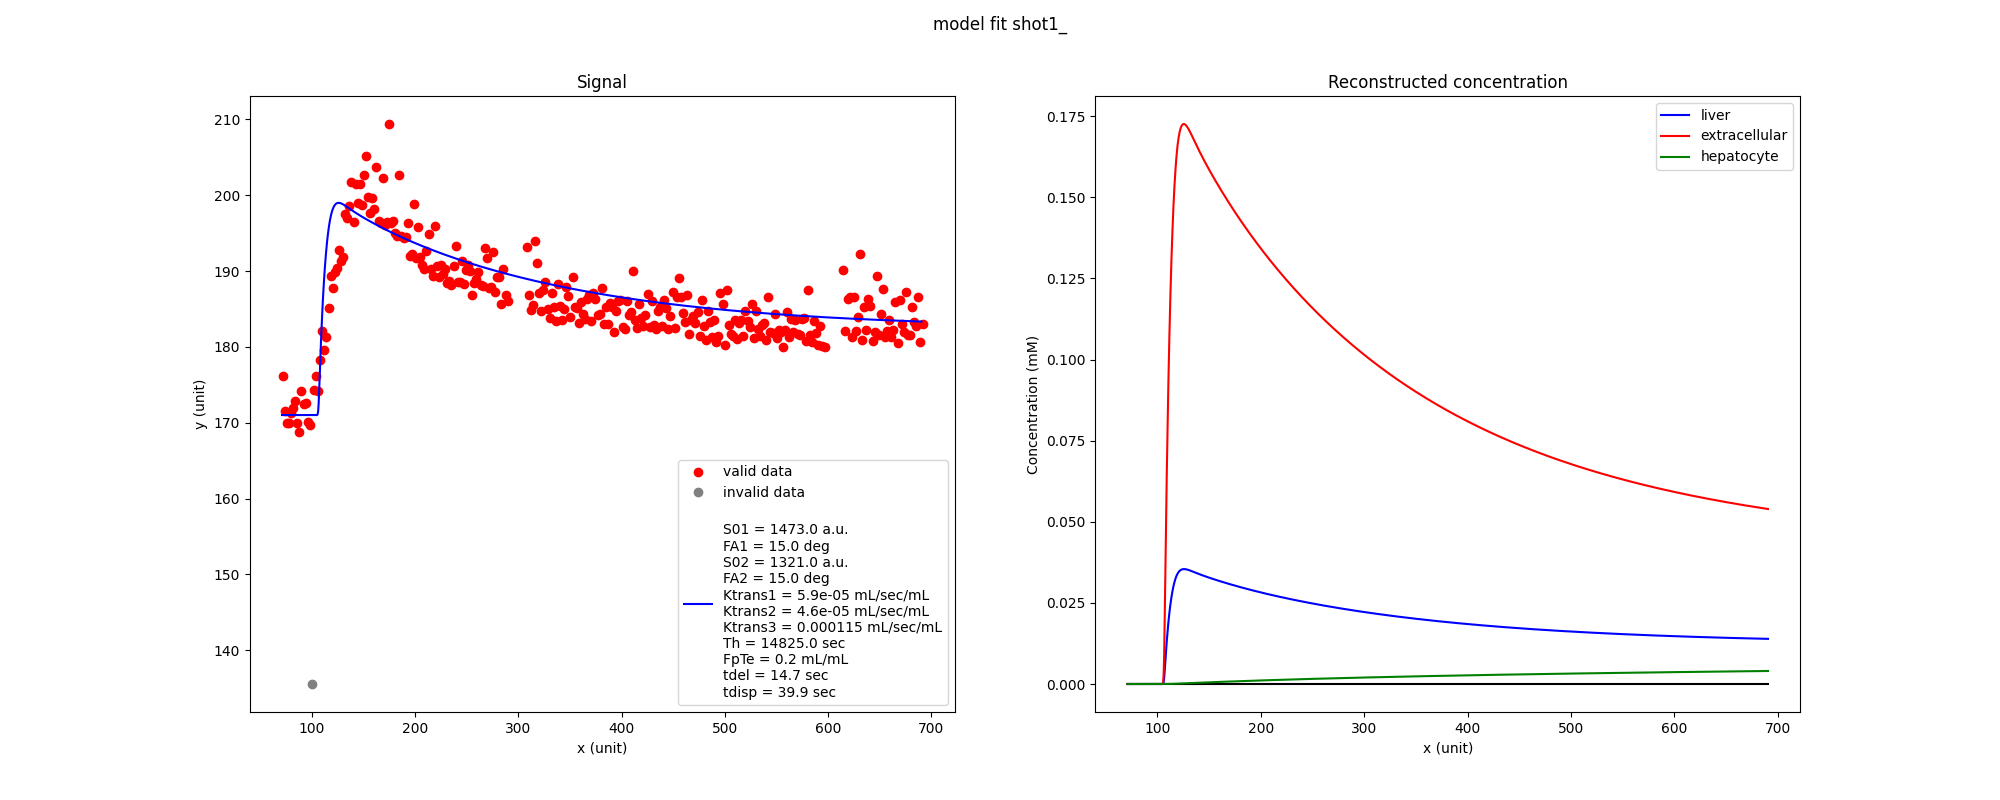 model fit shot1_
Signal
210
200
190
180
170
160
150
140
y (unit)
100
200
300
400
500
600
700
x (unit)
valid data
invalid data
S01 = 1473.0 a.u.
FA1 = 15.0 deg
S02 = 1321.0 a.u.
FA2 = 15.0 deg
Ktrans1 = 5.9e-05 mL/sec/mL
Ktrans2 = 4.6e-05 mL/sec/mL
Ktrans3 = 0.000115 mL/sec/mL
Th = 14825.0 sec
FpTe = 0.2 mL/mL
tdel = 14.7 sec
tdisp = 39.9 sec
Reconstructed concentration
0.175
0.150
0.125
0.100
0.075
0.050
0.025
0.000
Concentration (mM)
100
200
300
400
500
600
700
x (unit)
liver
extracellular
hepatocyte